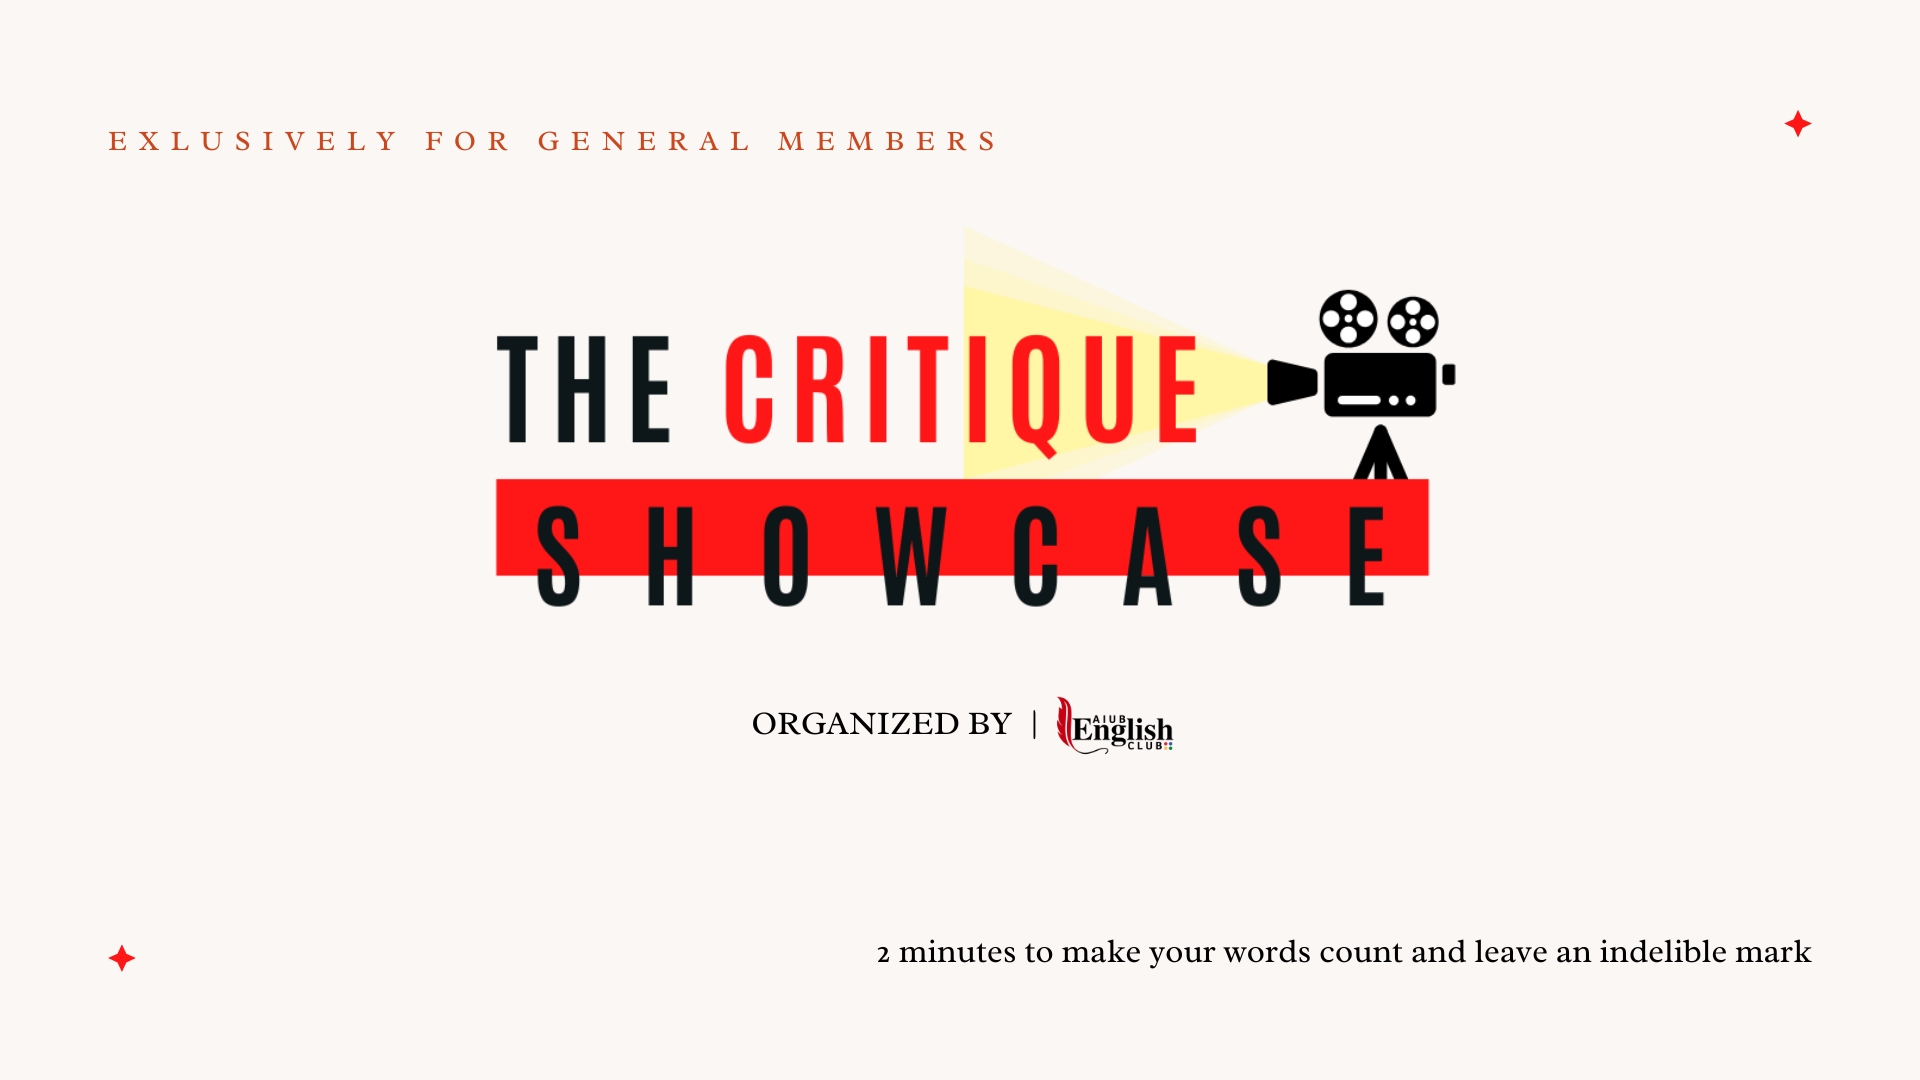 EXLUSIVELY FOR GENERAL MEMBERS
THE CRITIQUE
SHOWCASE
ORGANIZED BY | AIUB English CLUB
2 minutes to make your words count and leave an indelible mark